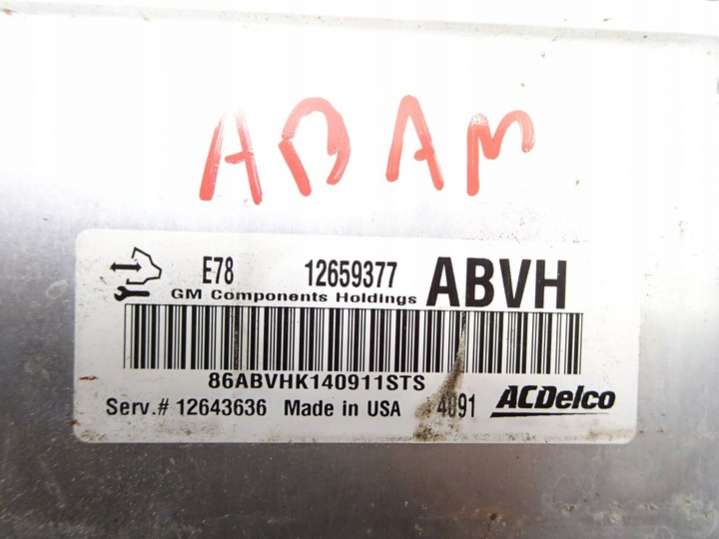 ADAM
E78 12659377 ABVH
GM Components Holdings
86ABVHK140911STS
Serv.# 12643636 Made in USA 4091 ACDelco